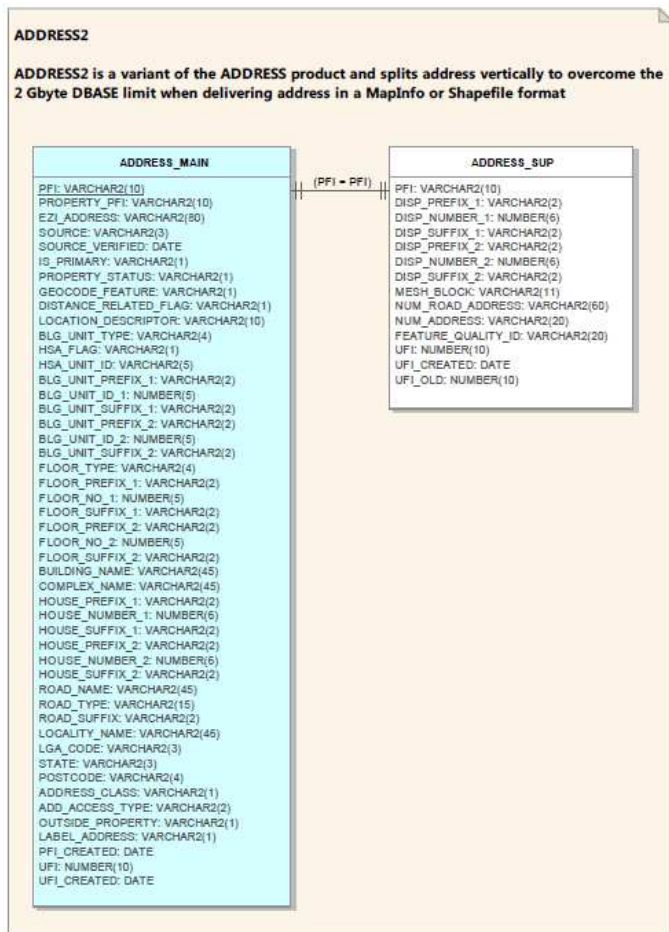 ADDRESS2
ADDRESS2 is a variant of the ADDRESS product and splits address vertically to overcome the
2 Gbyte DBASE limit when delivering address in a MapInfo or Shapefile format
ADDRESS_MAIN
PFI: VARCHAR2(10)
PROPERTY_PFI: VARCHAR2(10)
EZI_ADDRESS: VARCHAR2(80)
SOURCE: VARCHAR2(3)
SOURCE_VERIFIED: DATE
IS_PRIMARY: VARCHAR2(1)
PROPERTY_STATUS: VARCHAR2(1)
GEOCODE_FEATURE: VARCHAR2(1)
DISTANCE_RELATED_FLAG: VARCHAR2(1)
LOCATION_DESCRIPTOR: VARCHAR2(10)
BLG_UNIT_TYPE: VARCHAR2(4)
HSA_FLAG: VARCHAR2(1)
HSA_UNIT_ID: VARCHAR2(5)
BLG_UNIT_PREFIX_1: VARCHAR2(2)
BLG_UNIT_ID_1: NUMBER(5)
BLG_UNIT_SUFFIX_1: VARCHAR2(2)
BLG_UNIT_PREFIX_2: VARCHAR2(2)
BLG_UNIT_ID_2: NUMBER(5)
BLG_UNIT_SUFFIX_2: VARCHAR2(2)
FLOOR_TYPE: VARCHAR2(4)
FLOOR_PREFIX_1: VARCHAR2(2)
FLOOR_NO_1: NUMBER(5)
FLOOR_SUFFIX_1: VARCHAR2(2)
FLOOR_PREFIX_2: VARCHAR2(2)
FLOOR_NO_2: NUMBER(5)
FLOOR_SUFFIX_2: VARCHAR2(2)
BUILDING_NAME: VARCHAR2(45)
COMPLEX_NAME: VARCHAR2(45)
HOUSE_PREFIX_1: VARCHAR2(2)
HOUSE_NUMBER_1: NUMBER(6)
HOUSE_SUFFIX_1: VARCHAR2(2)
HOUSE_PREFIX_2: VARCHAR2(2)
HOUSE_NUMBER_2: NUMBER(6)
HOUSE_SUFFIX_2: VARCHAR2(2)
ROAD_NAME: VARCHAR2(45)
ROAD_TYPE: VARCHAR2(15)
ROAD_SUFFIX: VARCHAR2(2)
LOCALITY_NAME: VARCHAR2(46)
LGA_CODE: VARCHAR2(3)
STATE: VARCHAR2(3)
POSTCODE: VARCHAR2(4)
ADDRESS_CLASS: VARCHAR2(1)
ADD_ACCESS_TYPE: VARCHAR2(2)
OUTSIDE_PROPERTY: VARCHAR2(1)
LABEL_ADDRESS: VARCHAR2(1)
PFI_CREATED: DATE
UFI: NUMBER(10)
UFI_CREATED: DATE
(PFI = PFI)
ADDRESS_SUP
PFI: VARCHAR2(10)
DISP_PREFIX_1: VARCHAR2(2)
DISP_NUMBER_1: NUMBER(6)
DISP_SUFFIX_1: VARCHAR2(2)
DISP_PREFIX_2: VARCHAR2(2)
DISP_NUMBER_2: NUMBER(6)
DISP_SUFFIX_2: VARCHAR2(2)
MESH_BLOCK: VARCHAR2(11)
NUM_ROAD_ADDRESS: VARCHAR2(60)
NUM_ADDRESS: VARCHAR2(20)
FEATURE_QUALITY_ID: VARCHAR2(20)
UFI: NUMBER(10)
UFI_CREATED: DATE
UFI_OLD: NUMBER(10)